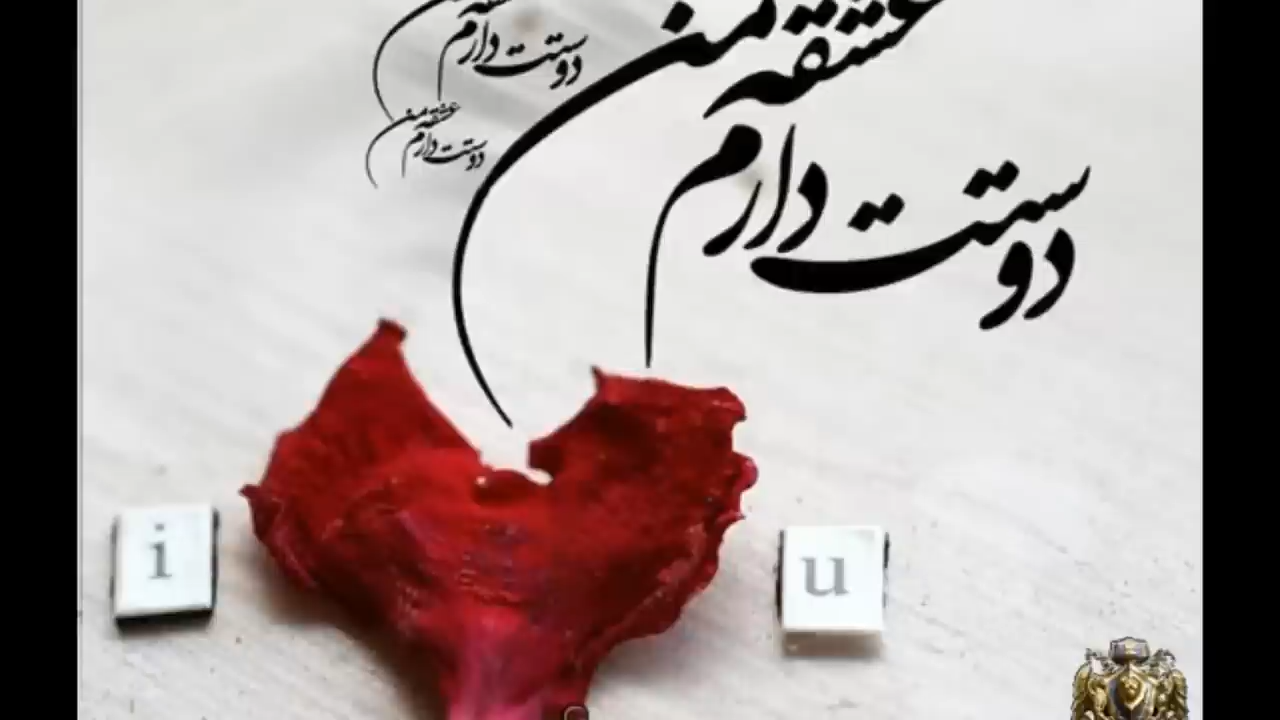 عشقه من
دوستت دارم
عشقه من
دوستت دارم
عشقه من
دوستت دارم
i u